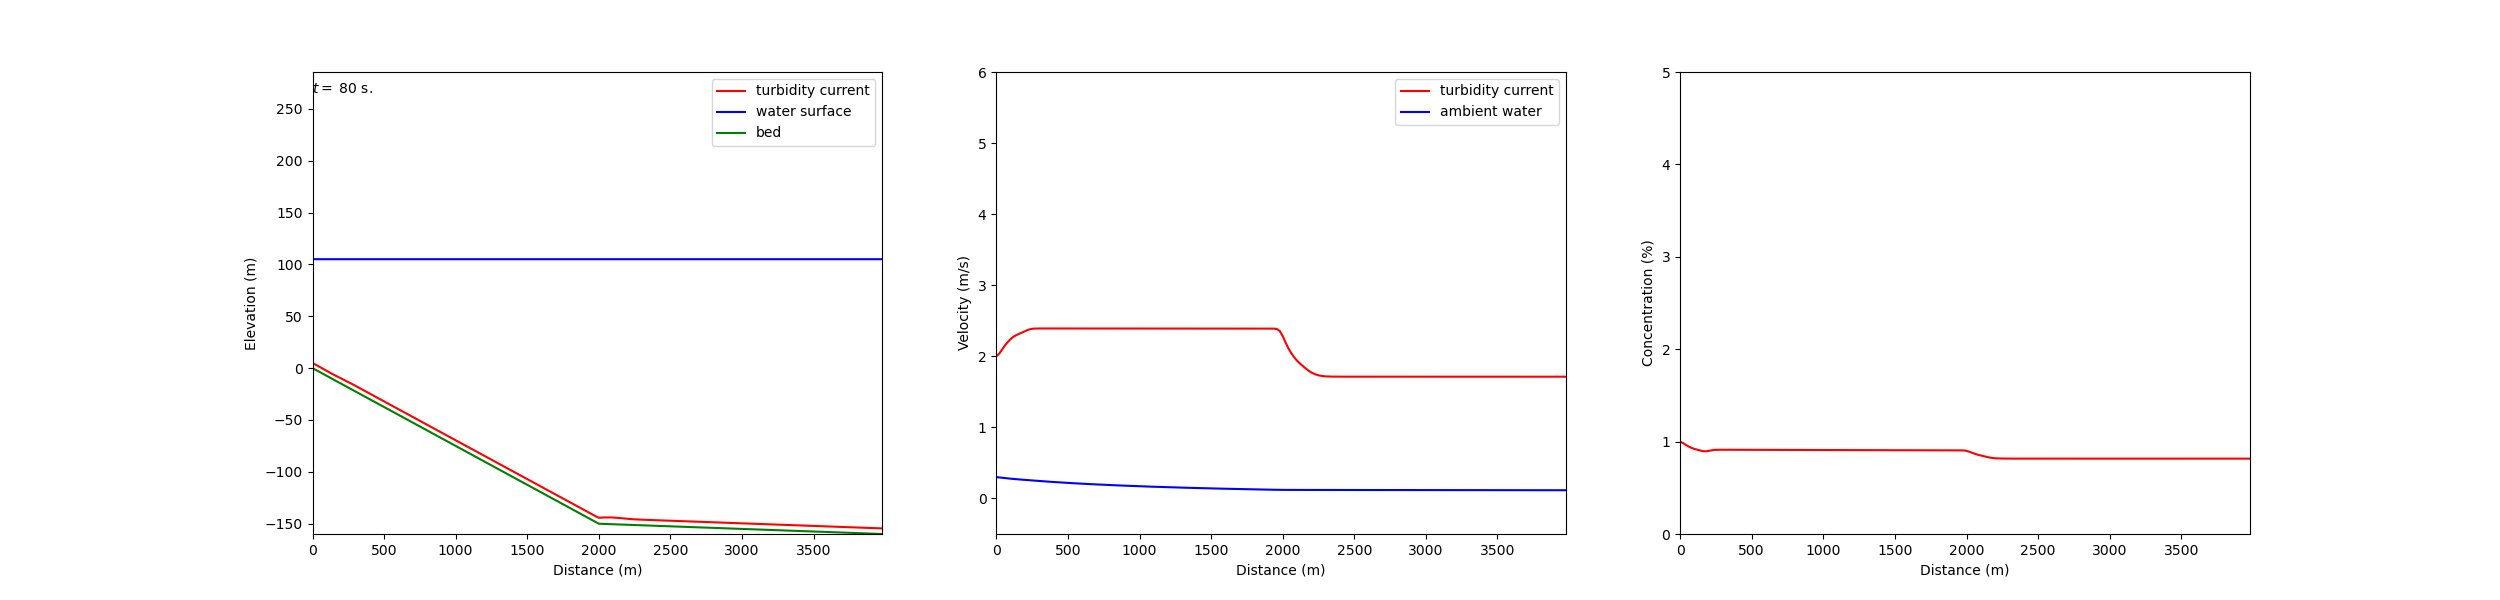 t = 80 s.
turbidity current
water surface
bed
250
200
150
100
50
0
−50
−100
−150
Elevation (m)
0 500 1000 1500 2000 2500 3000 3500
Distance (m)
turbidity current
ambient water
6
5
4
3
2
1
0
Velocity (m/s)
0 500 1000 1500 2000 2500 3000 3500
Distance (m)
5
4
3
2
1
0
Concentration (%)
0 500 1000 1500 2000 2500 3000 3500
Distance (m)